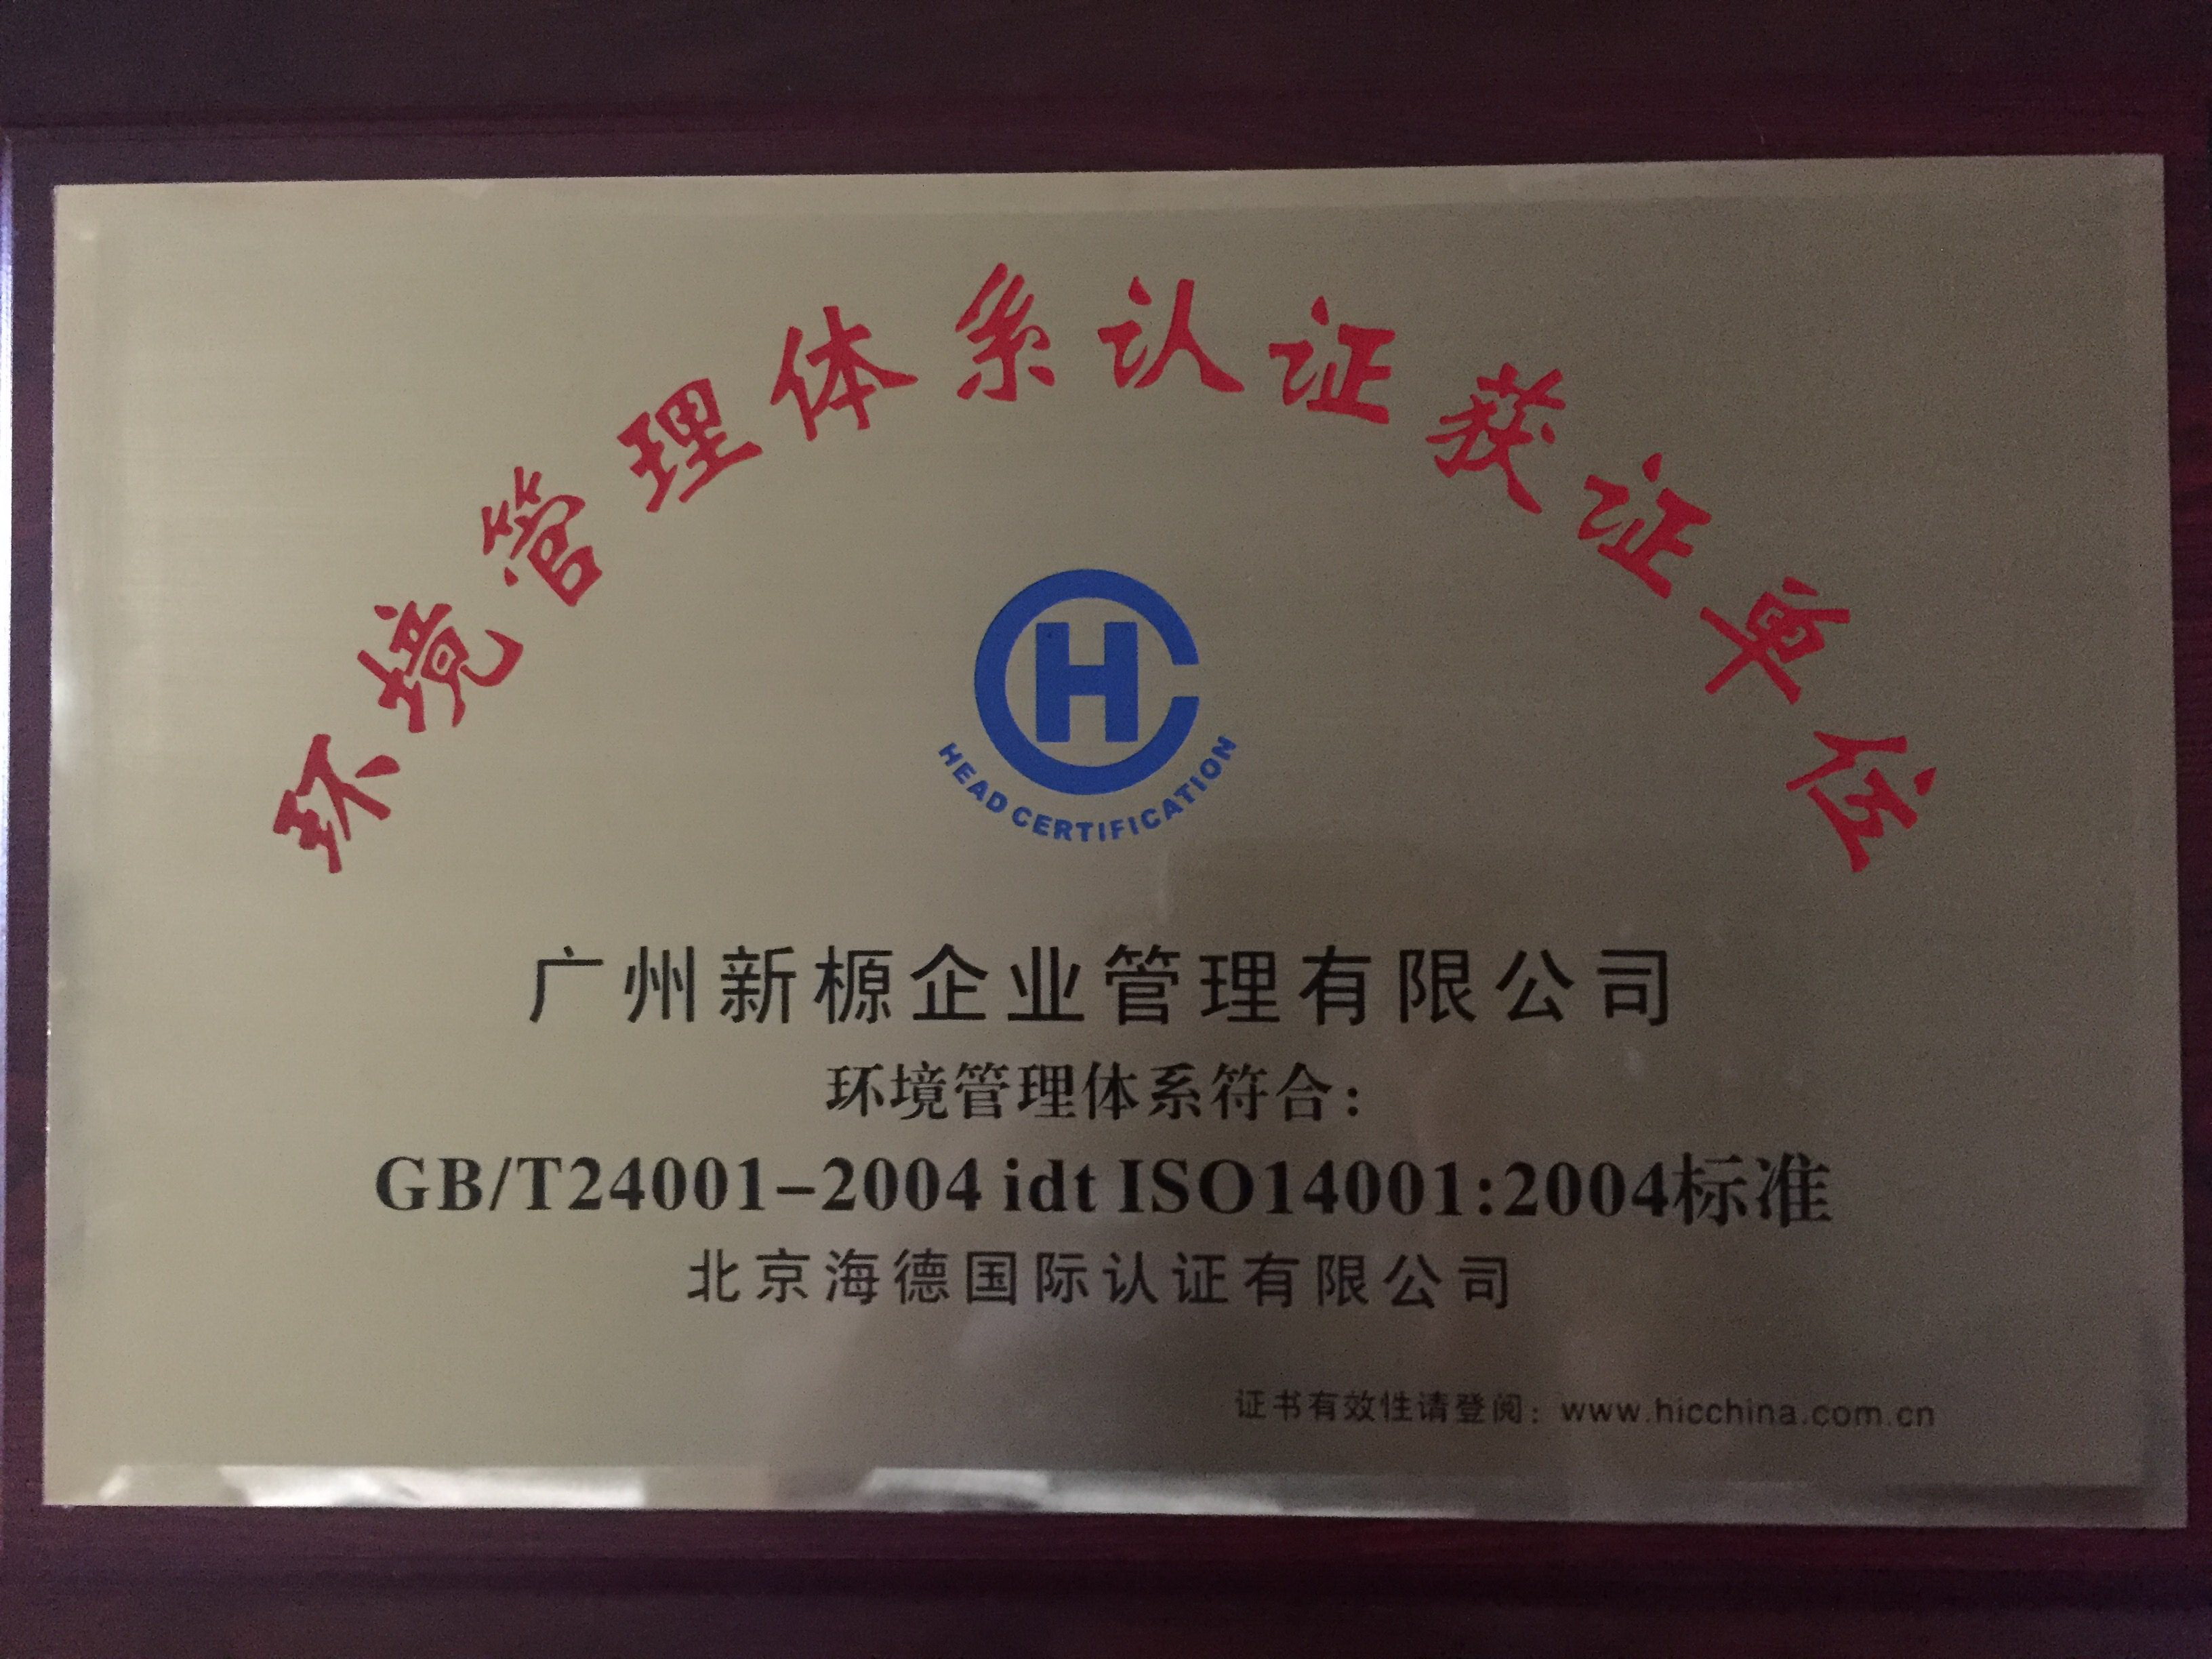 环境管理体系认证获证单位
HC
HEAD CERTIFICATION
广州新榞企业管理有限公司
环境管理体系符合：
GB/T24001-2004 idt ISO14001:2004标准
北京海德国际认证有限公司
证书有效性请登阅：www.hicchina.com.cn